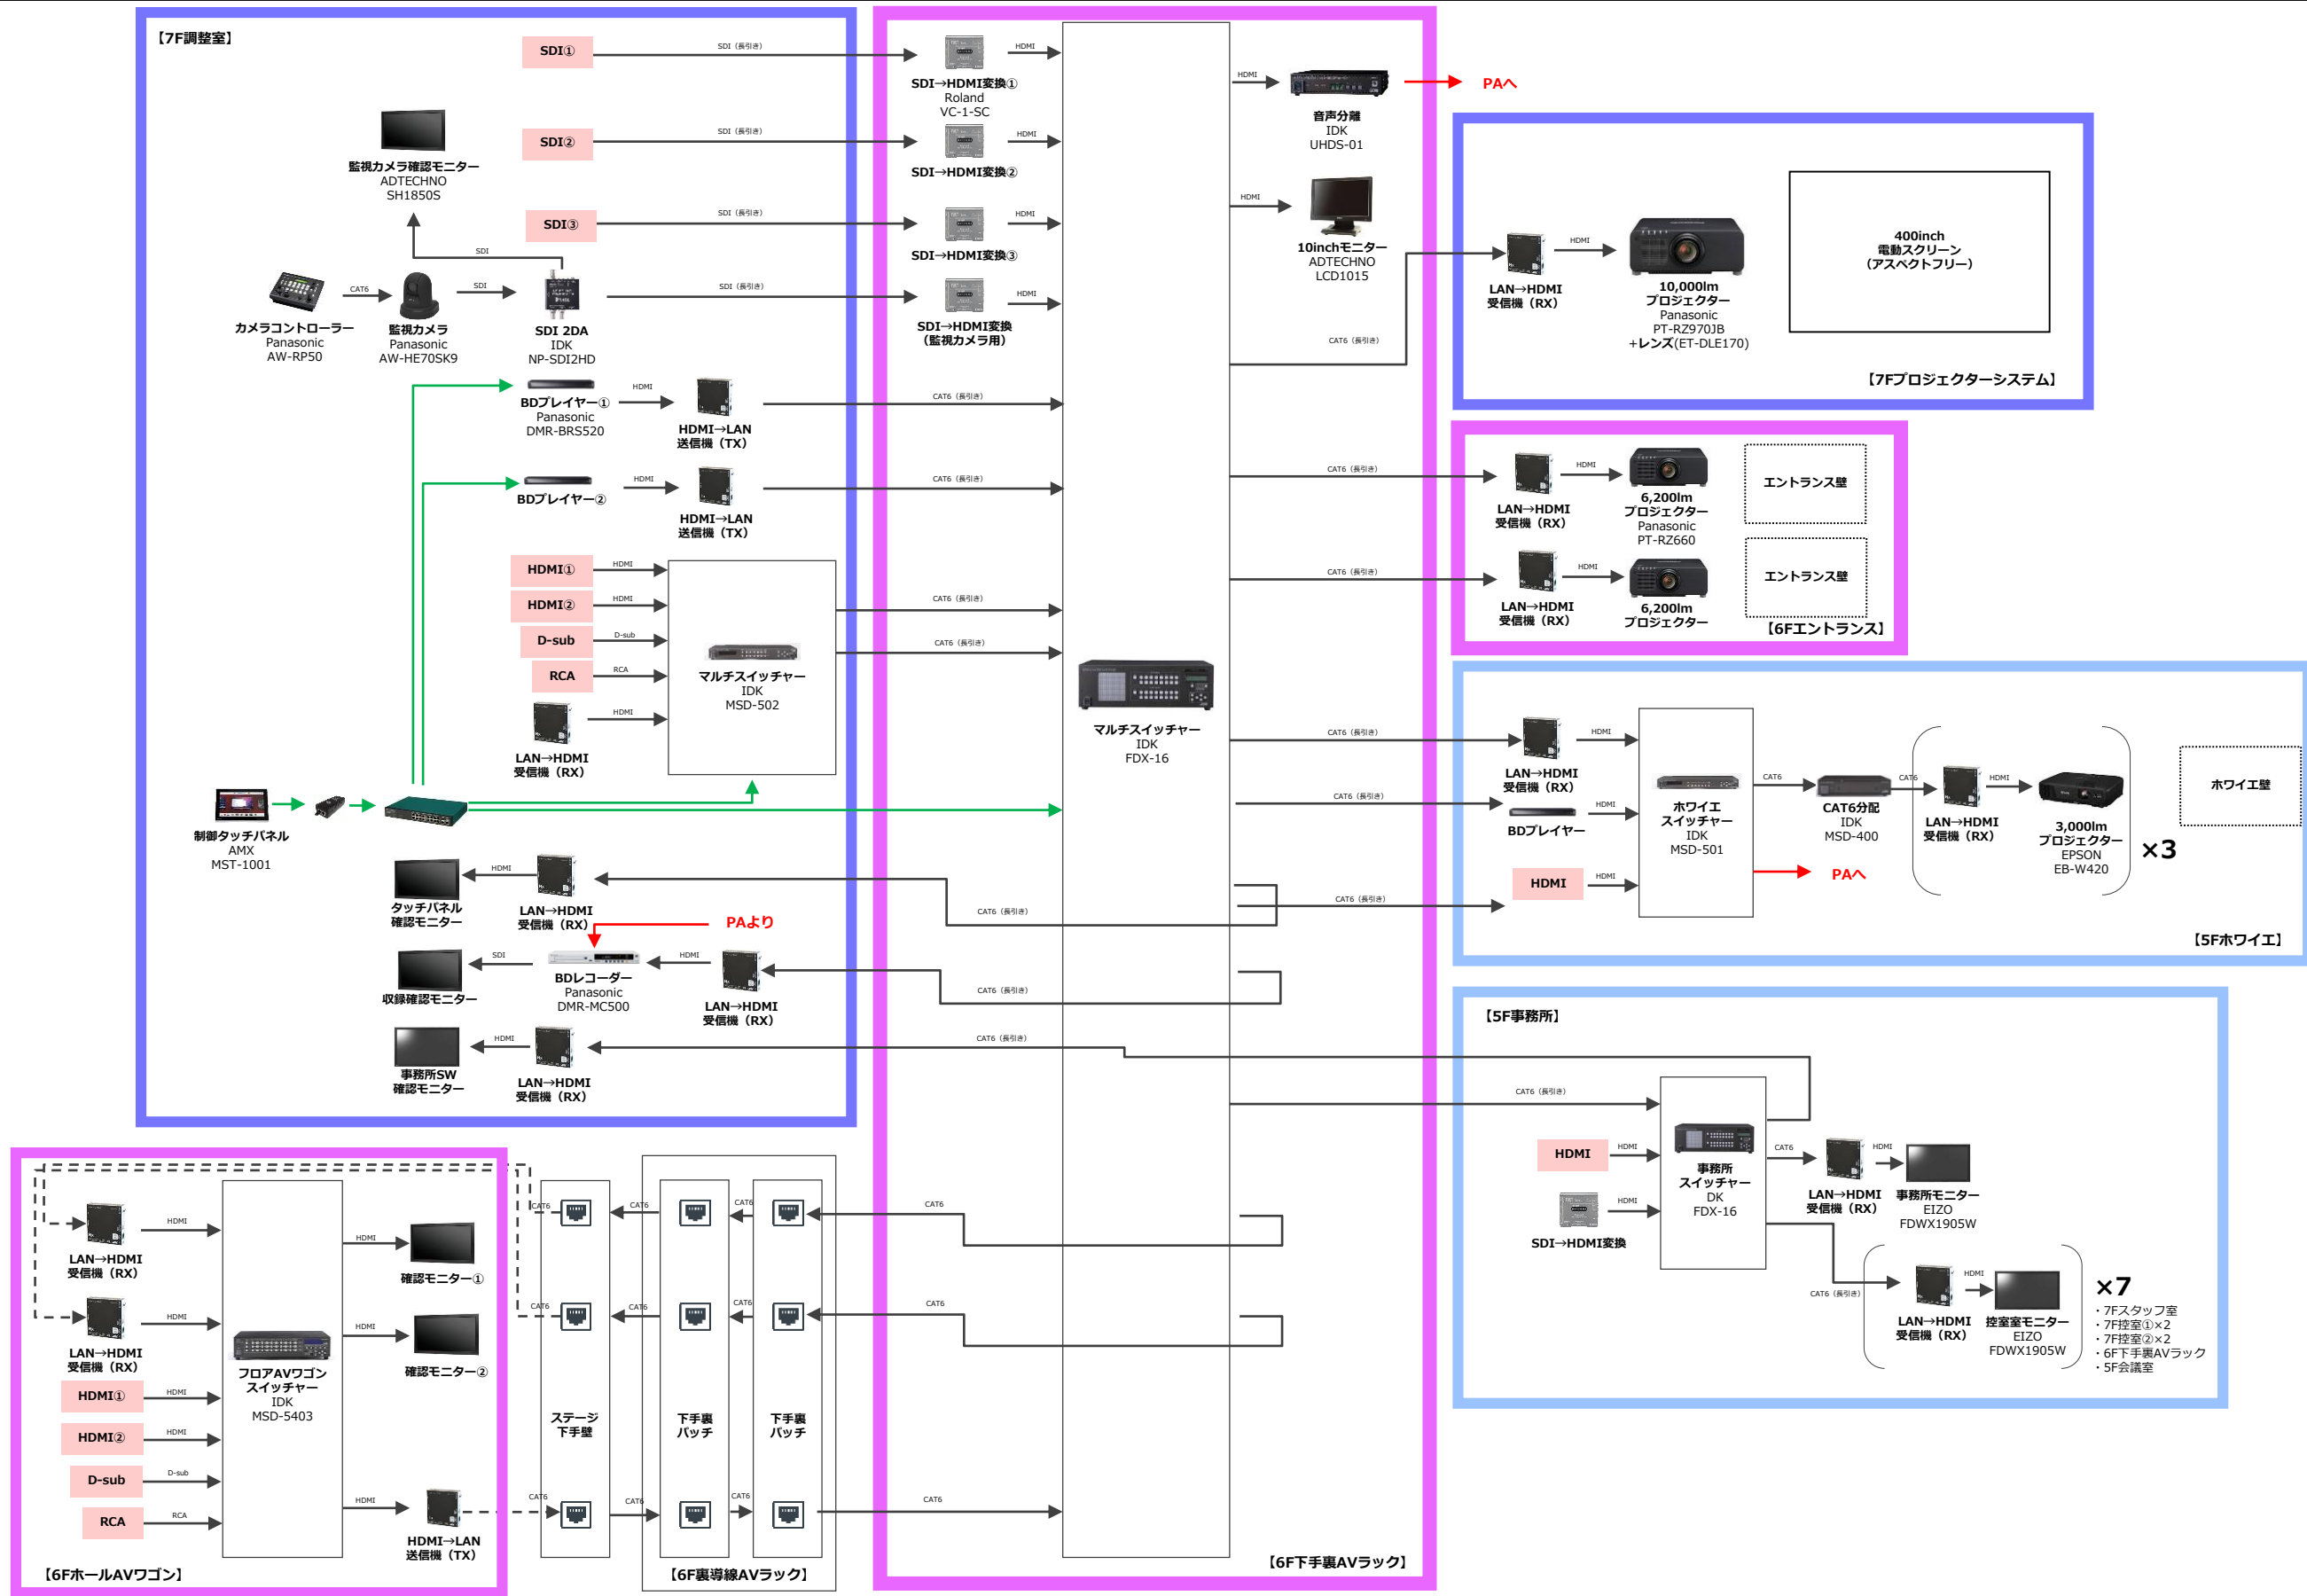 【7F調整室】
SDI①
SDI（長引き）
SDI→HDMI変換①
Roland
VC-1-SC
HDMI
SDI②
SDI（長引き）
SDI→HDMI変換②
HDMI
SDI③
SDI（長引き）
SDI→HDMI変換③
HDMI
監視カメラ確認モニター
ADTECHNO
SH1850S
SDI
カメラコントローラー
Panasonic
AW-RP50
CAT6
監視カメラ
Panasonic
AW-HE70SK9
SDI
SDI 2DA
IDK
NP-SDI2HD
SDI（長引き）
SDI→HDMI変換
（監視カメラ用）
HDMI
BDプレイヤー①
Panasonic
DMR-BRS520
HDMI
HDMI→LAN
送信機（TX）
CAT6（長引き）
BDプレイヤー②
HDMI
HDMI→LAN
送信機（TX）
CAT6（長引き）
HDMI①
HDMI
HDMI②
HDMI
D-sub
D-sub
RCA
RCA
LAN→HDMI
受信機（RX）
HDMI
マルチスイッチャー
IDK
MSD-502
CAT6（長引き）
CAT6（長引き）
制御タッチパネル
AMX
MST-1001
タッチパネル
確認モニター
HDMI
LAN→HDMI
受信機（RX）
CAT6（長引き）
PAより
収録確認モニター
SDI
BDレコーダー
Panasonic
DMR-MC500
HDMI
LAN→HDMI
受信機（RX）
CAT6（長引き）
事務所SW
確認モニター
HDMI
LAN→HDMI
受信機（RX）
CAT6（長引き）
マルチスイッチャー
IDK
FDX-16
【6F下手裏AVラック】
HDMI
音声分離
IDK
UHDS-01
PAへ
HDMI
10inchモニター
ADTECHNO
LCD1015
CAT6（長引き）
LAN→HDMI
受信機（RX）
HDMI
10,000lm
プロジェクター
Panasonic
PT-RZ970JB
+レンズ(ET-DLE170)
400inch
電動スクリーン
（アスペクトフリー）
【7Fプロジェクターシステム】
CAT6（長引き）
LAN→HDMI
受信機（RX）
HDMI
6,200lm
プロジェクター
Panasonic
PT-RZ660
エントランス壁
CAT6（長引き）
LAN→HDMI
受信機（RX）
HDMI
6,200lm
プロジェクター
エントランス壁
【6Fエントランス】
CAT6（長引き）
LAN→HDMI
受信機（RX）
HDMI
CAT6（長引き）
BDプレイヤー
HDMI
CAT6（長引き）
HDMI
HDMI
ホワイエ
スイッチャー
IDK
MSD-501
CAT6
CAT6分配
IDK
MSD-400
CAT6
LAN→HDMI
受信機（RX）
HDMI
3,000lm
プロジェクター
EPSON
EB-W420
×3
ホワイエ壁
PAへ
【5Fホワイエ】
【5F事務所】
CAT6（長引き）
HDMI
HDMI
SDI→HDMI変換
HDMI
事務所
スイッチャー
DK
FDX-16
CAT6
LAN→HDMI
受信機（RX）
HDMI
事務所モニター
EIZO
FDWX1905W
CAT6（長引き）
LAN→HDMI
受信機（RX）
HDMI
控室室モニター
EIZO
FDWX1905W
×7
・7Fスタッフ室
・7F控室①×2
・7F控室②×2
・6F下手裏AVラック
・5F会議室
LAN→HDMI
受信機（RX）
HDMI
LAN→HDMI
受信機（RX）
HDMI
HDMI①
HDMI
HDMI②
HDMI
D-sub
D-sub
RCA
RCA
フロアAVワゴン
スイッチャー
IDK
MSD-5403
HDMI
確認モニター①
HDMI
確認モニター②
HDMI
HDMI→LAN
送信機（TX）
【6FホールAVワゴン】
CAT6
CAT6
CAT6
CAT6
CAT6
CAT6
CAT6
CAT6
CAT6
CAT6
CAT6
ステージ
下手壁
下手裏
パッチ
下手裏
パッチ
【6F裏導線AVラック】